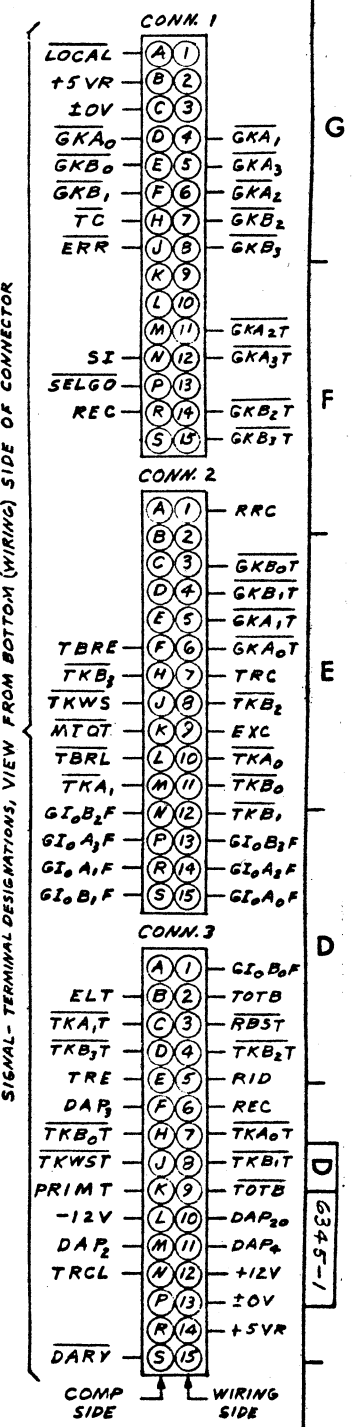 CONN. 1
LOCAL A 1
+5VR B 2
±0V C 3
GKA₀ D 4 GKA₁
GKB₀ E 5 GKA₃
GKB₁ F 6 GKA₂
TC H 7 GKB₂
ERR J 8 GKB₃
K 9
L 10
M 11 GKA₂T
SI N 12 GKA₃T
SELGO P 13
REC R 14 GKB₂T
S 15 GKB₃T
CONN. 2
A 1 RRC
B 2
C 3 GKB₀T
D 4 GKB₁T
E 5 GKA₁T
TBRE F 6 GKA₀T
TKB₃ H 7 TRC
TKWS J 8 TKB₂
MTOT K 9 EXC
TBRL L 10 TKA₀
TKA₁ M 11 TKB₀
GI₀B₂F N 12 TKB₁
GI₀A₃F P 13 GI₀B₃F
GI₀A₁F R 14 GI₀A₂F
GI₀B₁F S 15 GI₀A₀F
CONN. 3
A 1 GI₀B₀F
ELT B 2 TOTB
TKA₁T C 3 RBST
TKB₃T D 4 TKB₂T
TRE E 5 RID
DAP₃ F 6 REC
TKB₀T H 7 TKA₀T
TKWST J 8 TKB₁T
PRIMT K 9 TOTB
-12V L 10 DAP₂₀
DAP₂ M 11 DAP₄
TRCL N 12 +12V
P 13 ±0V
R 14 +5VR
DARY S 15
COMP SIDE
WIRING SIDE
SIGNAL-TERMINAL DESIGNATIONS, VIEW FROM BOTTOM (WIRING) SIDE OF CONNECTOR
G
F
E
D
D 6345-1